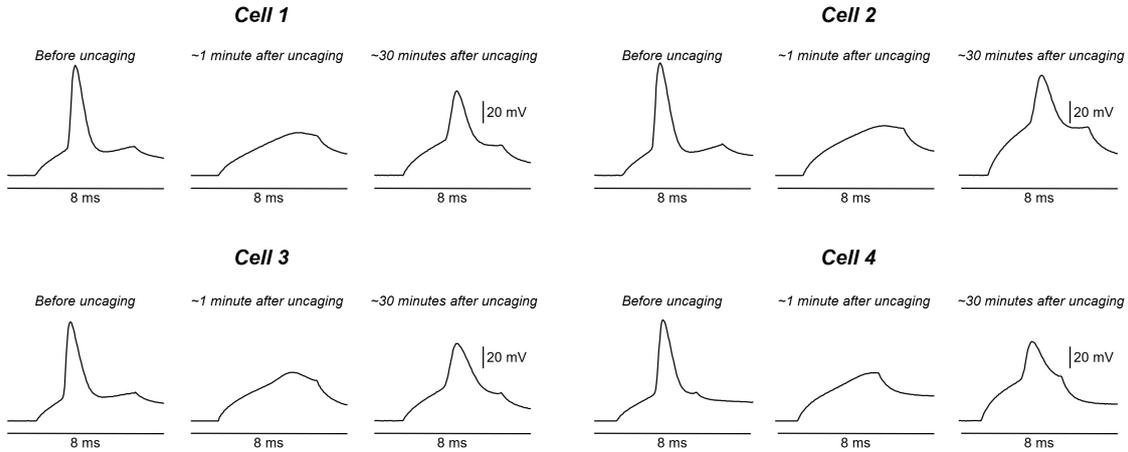 Cell 1
Cell 2
Before uncaging
~1 minute after uncaging
~30 minutes after uncaging
Before uncaging
~1 minute after uncaging
~30 minutes after uncaging
20 mV
20 mV
8 ms
8 ms
8 ms
8 ms
8 ms
8 ms
Cell 3
Cell 4
Before uncaging
~1 minute after uncaging
~30 minutes after uncaging
Before uncaging
~1 minute after uncaging
~30 minutes after uncaging
20 mV
20 mV
8 ms
8 ms
8 ms
8 ms
8 ms
8 ms